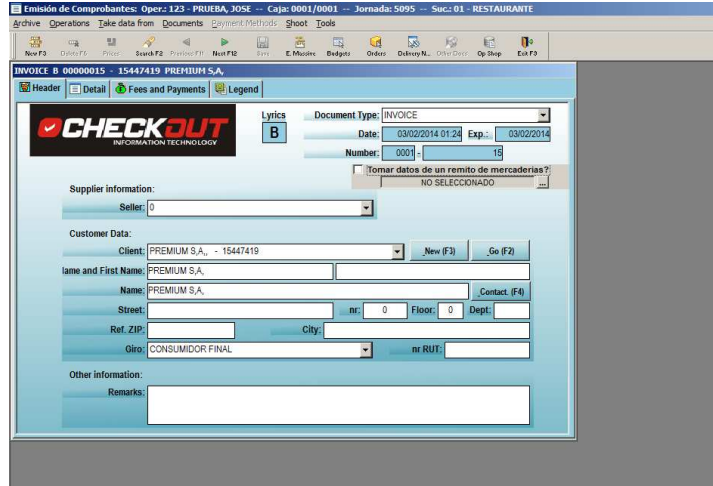 Emisión de Comprobantes: Oper.: 123 - PRUEBA, JOSE -- Caja: 0001/0001 -- Jornada: 5095 -- Suc.: 01 - RESTAURANTE
Archive Operations Take data from Documents Payment Methods Shoot Tools
New F3 Delete F6 Prices Search F2 Previous F11 Next F12 Save E. Massive Budgets Orders Delivery N... Other Docs Op Shop Exit F9
INVOICE B 00000015 - 15447419 PREMIUM S,A,
Header Detail Fees and Payments Legend
CHECKOUT
INFORMATION TECHNOLOGY
Lyrics
B
Document Type: INVOICE
Date: 03/02/2014 01:24 Exp.: 03/02/2014
Number: 0001 - 15
Tomar datos de un remito de mercaderias?
NO SELECCIONADO ...
Supplier information:
Seller: 0
Customer Data:
Client: PREMIUM S,A,, - 15447419 _New (F3) _Go (F2)
lame and First Name: PREMIUM S,A,
Name: PREMIUM S,A, _Contact. (F4)
Street: nr: 0 Floor: 0 Dept:
Ref. ZIP: City:
Giro: CONSUMIDOR FINAL nr RUT:
Other information:
Remarks: